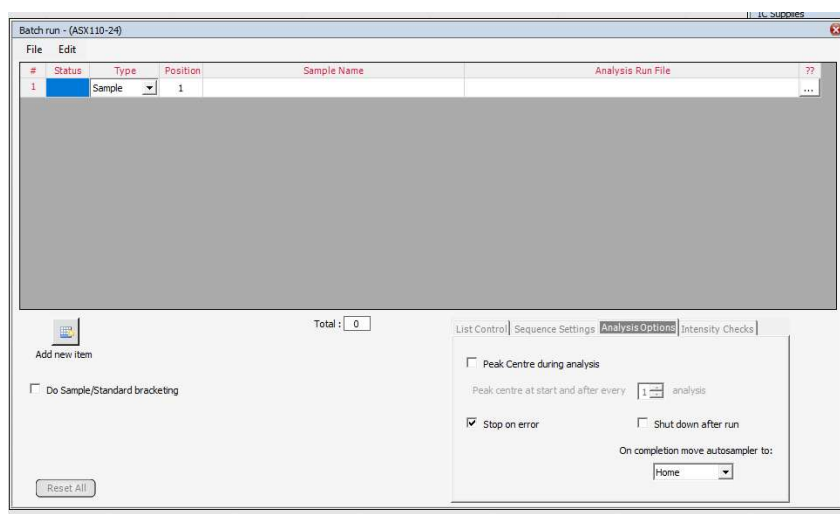 IC Supplies
Batch run - (ASX110-24)
File Edit
# Status Type Position Sample Name Analysis Run File ??
1 Sample 1 ...
Total : 0
Add new item
Do Sample/Standard bracketing
Reset All
List Control Sequence Settings Analysis Options Intensity Checks
Peak Centre during analysis
Peak centre at start and after every 1 analysis
Stop on error Shut down after run
On completion move autosampler to:
Home